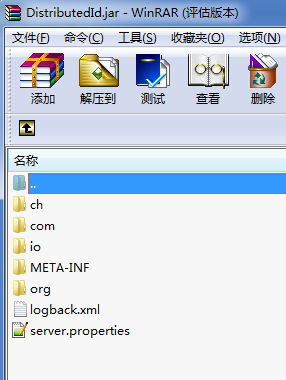 DistributedId.jar - WinRAR (评估版本)
文件(F) 命令(C) 工具(S) 收藏夹(O) 选项(N)
添加 解压到 测试 查看 删除
名称
..
ch
com
io
META-INF
org
logback.xml
server.properties